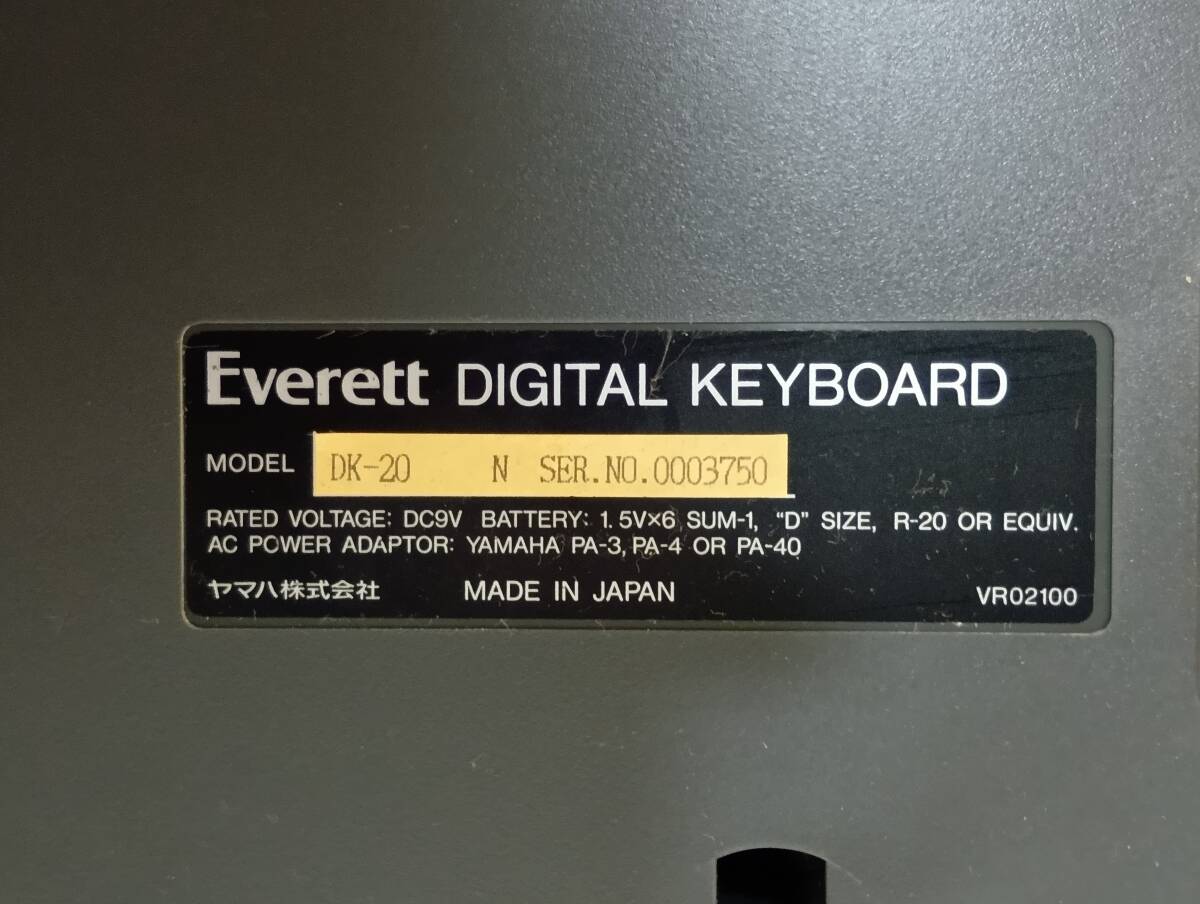 Everett DIGITAL KEYBOARD
MODEL DK-20 N SER.NO.0003750
RATED VOLTAGE: DC9V BATTERY: 1.5V×6 SUM-1, “D” SIZE, R-20 OR EQUIV.
AC POWER ADAPTOR: YAMAHA PA-3, PA-4 OR PA-40
ヤマハ株式会社 MADE IN JAPAN VR02100